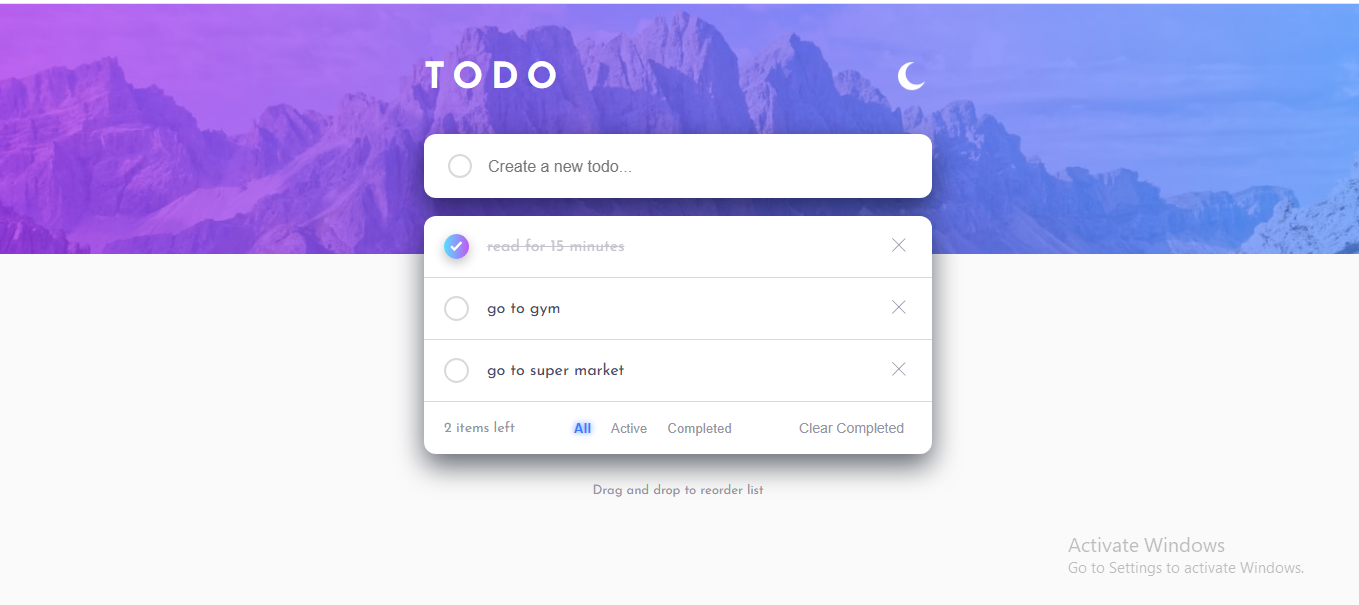 TODO
Create a new todo...
read for 15 minutes
go to gym
go to super market
2 items left All Active Completed Clear Completed
Drag and drop to reorder list
Activate Windows
Go to Settings to activate Windows.